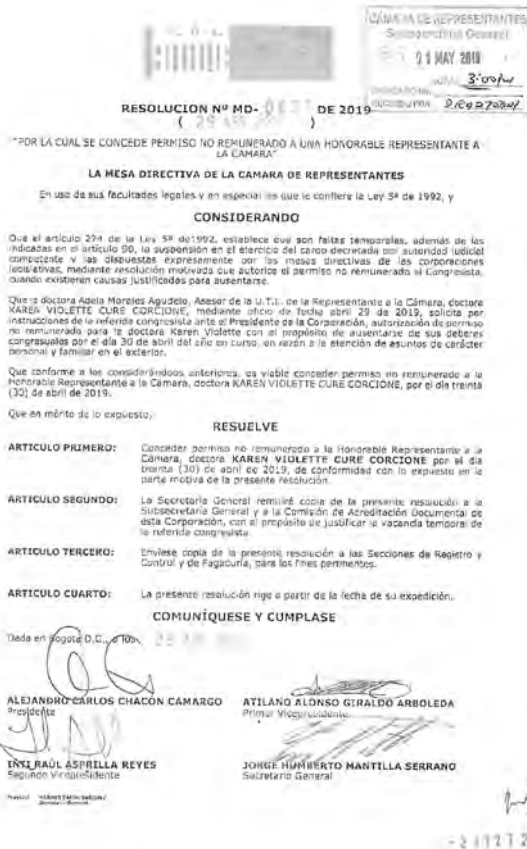 CAMARA DE REPRESENTANTES
Secretaria General
01 MAY 2019
3:00pm
RESOLUCION Nº MD- DE 2019
( 29 )
"POR LA CUAL SE CONCEDE PERMISO NO REMUNERADO A UNA HONORABLE REPRESENTANTE A
LA CAMARA"
LA MESA DIRECTIVA DE LA CAMARA DE REPRESENTANTES
En uso de sus facultades legales y en especial las que le confiere la Ley 5ª de 1992, y
CONSIDERANDO
Que el artículo 274 de la Ley 5ª de1992, establece que son faltas temporales, además de las
indicadas en el artículo 90, la suspensión en el ejercicio del cargo decretada por autoridad judicial
competente y las dispuestas expresamente por las mesas directivas de las corporaciones
legislativas, mediante resolución motivada que autorice el permiso no remunerado al Congresista,
cuando existieren causas justificadas para ausentarse.
Que la doctora Adela Morales Agudelo, Asesor de la U.T.L. de la Representante a la Cámara, doctora
KAREN VIOLETTE CURE CORCIONE, mediante oficio de fecha abril 29 de 2019, solicita por
instrucciones de la referida congresista ante el Presidente de la Corporación, autorización de permiso
no remunerado para la doctora Karen Violette con el propósito de ausentarse de sus deberes
congresuales por el día 30 de abril del año en curso, en razón a la atención de asuntos de carácter
personal y familiar en el exterior.
Que conforme a los considerandos anteriores, es viable conceder permiso no remunerado a la
Honorable Representante a la Cámara, doctora KAREN VIOLETTE CURE CORCIONE, por el día treinta
(30) de abril de 2019.
Que en mérito de lo expuesto,
RESUELVE
ARTICULO PRIMERO: Conceder permiso no remunerado a la Honorable Representante a la
Cámara, doctora KAREN VIOLETTE CURE CORCIONE por el día
treinta (30) de abril de 2019, de conformidad con lo expuesto en la
parte motiva de la presente resolución.
ARTICULO SEGUNDO: La Secretaría General remitirá copia de la presente resolución a la
Subsecretaría General y a la Comisión de Acreditación Documental de
esta Corporación, con el propósito de justificar la vacancia temporal de
la referida congresista.
ARTICULO TERCERO: Envíese copia de la presente resolución a las Secciones de Registro y
Control y de Pagaduría, para los fines pertinentes.
ARTICULO CUARTO: La presente resolución rige a partir de la fecha de su expedición.
COMUNÍQUESE Y CUMPLASE
Dada en Bogotá D.C., a los,
ALEJANDRO CARLOS CHACÓN CAMARGO
Presidente
ATILANO ALONSO GIRALDO ARBOLEDA
Primer Vicepresidente
INTI RAÚL ASPRILLA REYES
Segundo Vicepresidente
JORGE HUMBERTO MANTILLA SERRANO
Secretario General